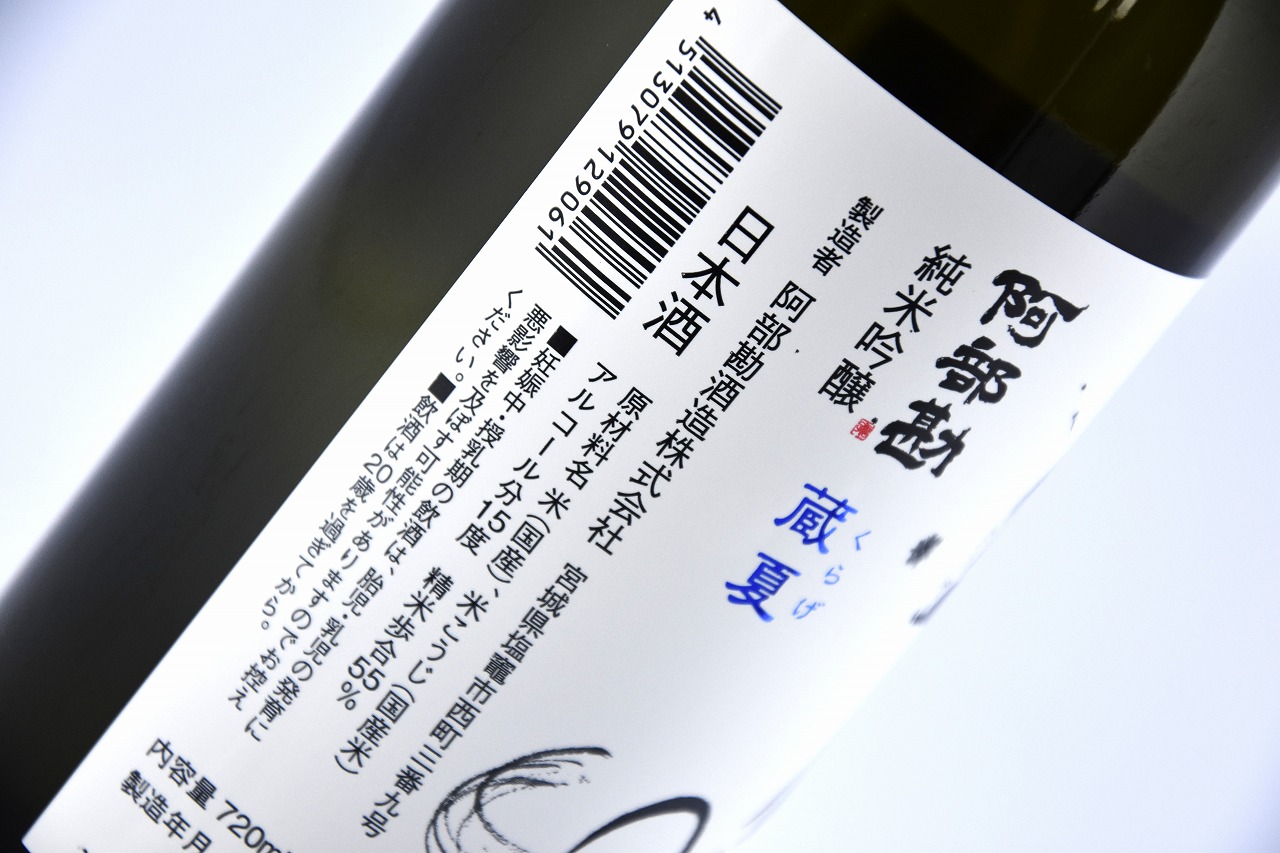 阿部勘
純米吟醸
くらげ
蔵夏
製造者 阿部勘酒造株式会社 宮城県塩竈市西町三番九号
日本酒
原材料名 米(国産)、米こうじ(国産米)
アルコール分15度 精米歩合55%
■妊娠中・授乳期の飲酒は、胎児・乳児の発育に
悪影響を及ぼす可能性がありますのでお控え
ください。■飲酒は20歳を過ぎてから。
4 513079 129061
内容量 720ml
製造年月